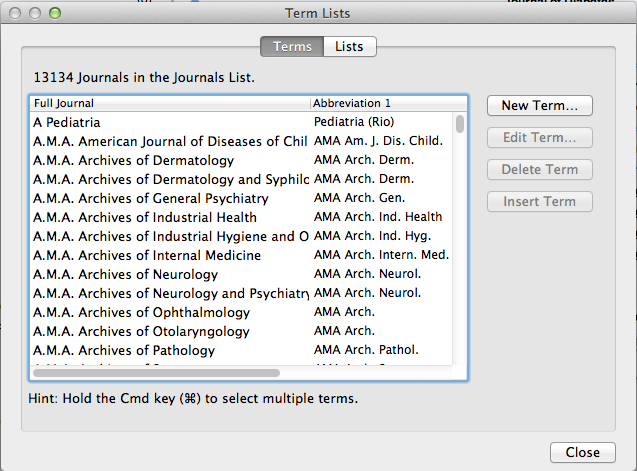 Term Lists
Terms Lists
13134 Journals in the Journals List.
Full Journal Abbreviation 1
A Pediatria Pediatria (Rio)
A.M.A. American Journal of Diseases of Chil AMA Am. J. Dis. Child.
A.M.A. Archives of Dermatology AMA Arch. Derm.
A.M.A. Archives of Dermatology and Syphilo AMA Arch. Derm.
A.M.A. Archives of General Psychiatry AMA Arch. Gen.
A.M.A. Archives of Industrial Health AMA Arch. Ind. Health
A.M.A. Archives of Industrial Hygiene and O AMA Arch. Ind. Hyg.
A.M.A. Archives of Internal Medicine AMA Arch. Intern. Med.
A.M.A. Archives of Neurology AMA Arch. Neurol.
A.M.A. Archives of Neurology and Psychiatry AMA Arch. Neurol.
A.M.A. Archives of Ophthalmology AMA Arch.
A.M.A. Archives of Otolaryngology AMA Arch.
A.M.A. Archives of Pathology AMA Arch. Pathol.
New Term...
Edit Term...
Delete Term
Insert Term
Hint: Hold the Cmd key (⌘) to select multiple terms.
Close